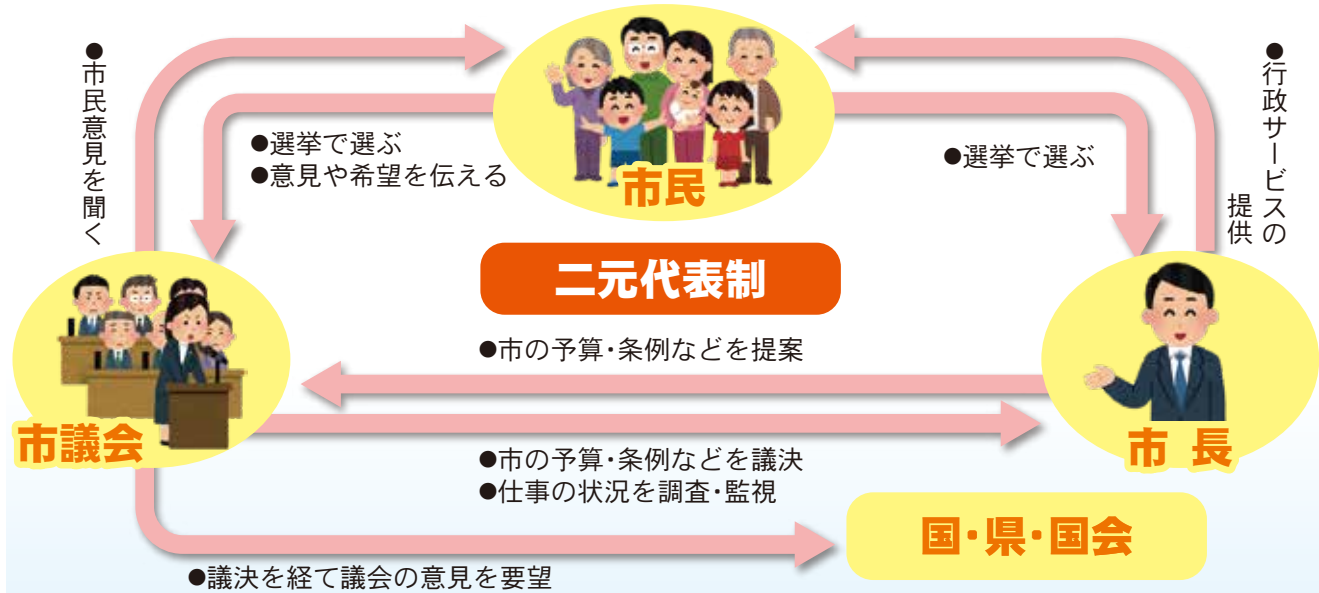 ●市民意見を聞く
●選挙で選ぶ
●意見や希望を伝える
市民
●選挙で選ぶ
●行政サービスの
提供
二元代表制
●市の予算・条例などを提案
市議会
市長
●市の予算・条例などを議決
●仕事の状況を調査・監視
国・県・国会
●議決を経て議会の意見を要望